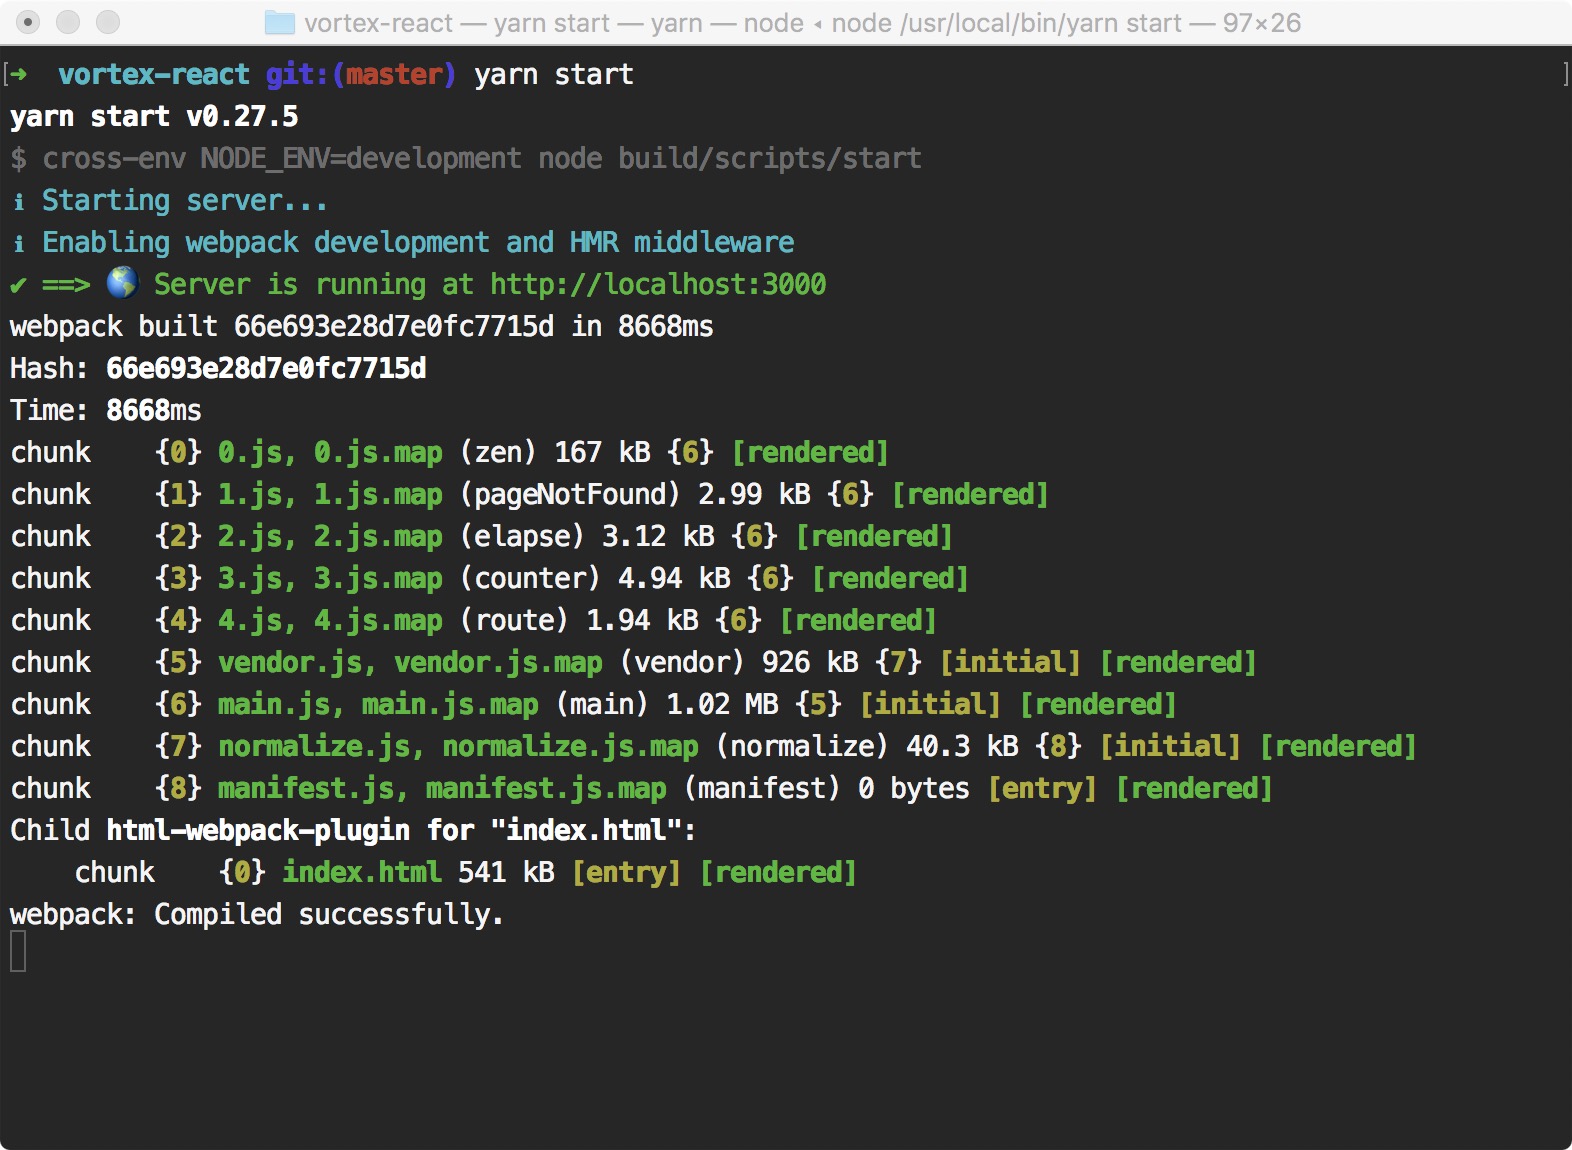 vortex-react — yarn start — yarn — node ◂ node /usr/local/bin/yarn start — 97×26
[➜  vortex-react git:(master) yarn start ]
yarn start v0.27.5
$ cross-env NODE_ENV=development node build/scripts/start
ℹ Starting server...
ℹ Enabling webpack development and HMR middleware
✔ ==> 🌎 Server is running at http://localhost:3000
webpack built 66e693e28d7e0fc7715d in 8668ms
Hash: 66e693e28d7e0fc7715d
Time: 8668ms
chunk    {0} 0.js, 0.js.map (zen) 167 kB {6} [rendered]
chunk    {1} 1.js, 1.js.map (pageNotFound) 2.99 kB {6} [rendered]
chunk    {2} 2.js, 2.js.map (elapse) 3.12 kB {6} [rendered]
chunk    {3} 3.js, 3.js.map (counter) 4.94 kB {6} [rendered]
chunk    {4} 4.js, 4.js.map (route) 1.94 kB {6} [rendered]
chunk    {5} vendor.js, vendor.js.map (vendor) 926 kB {7} [initial] [rendered]
chunk    {6} main.js, main.js.map (main) 1.02 MB {5} [initial] [rendered]
chunk    {7} normalize.js, normalize.js.map (normalize) 40.3 kB {8} [initial] [rendered]
chunk    {8} manifest.js, manifest.js.map (manifest) 0 bytes [entry] [rendered]
Child html-webpack-plugin for "index.html":
    chunk    {0} index.html 541 kB [entry] [rendered]
webpack: Compiled successfully.